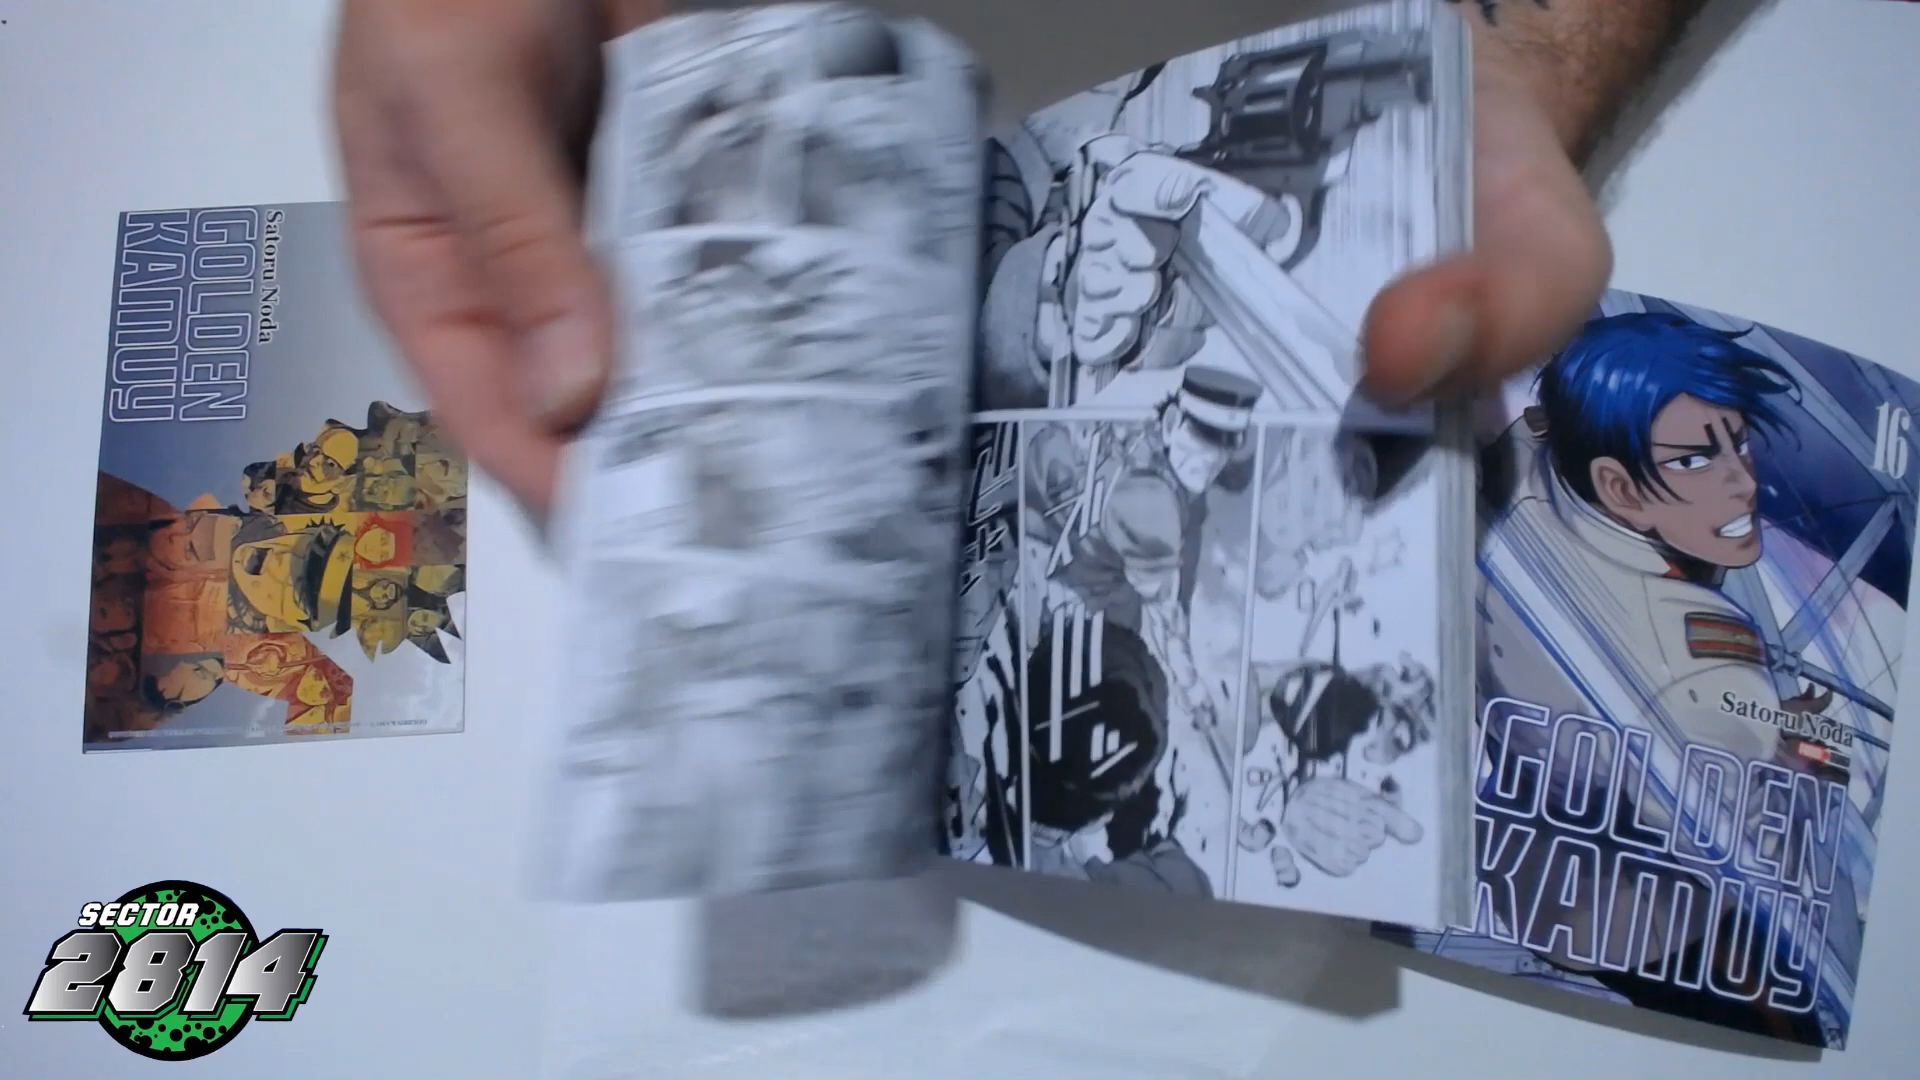 Satoru Noda
GOLDEN
KAMUY
16
Satoru Noda
GOLDEN
KAMUY
SECTOR
2814